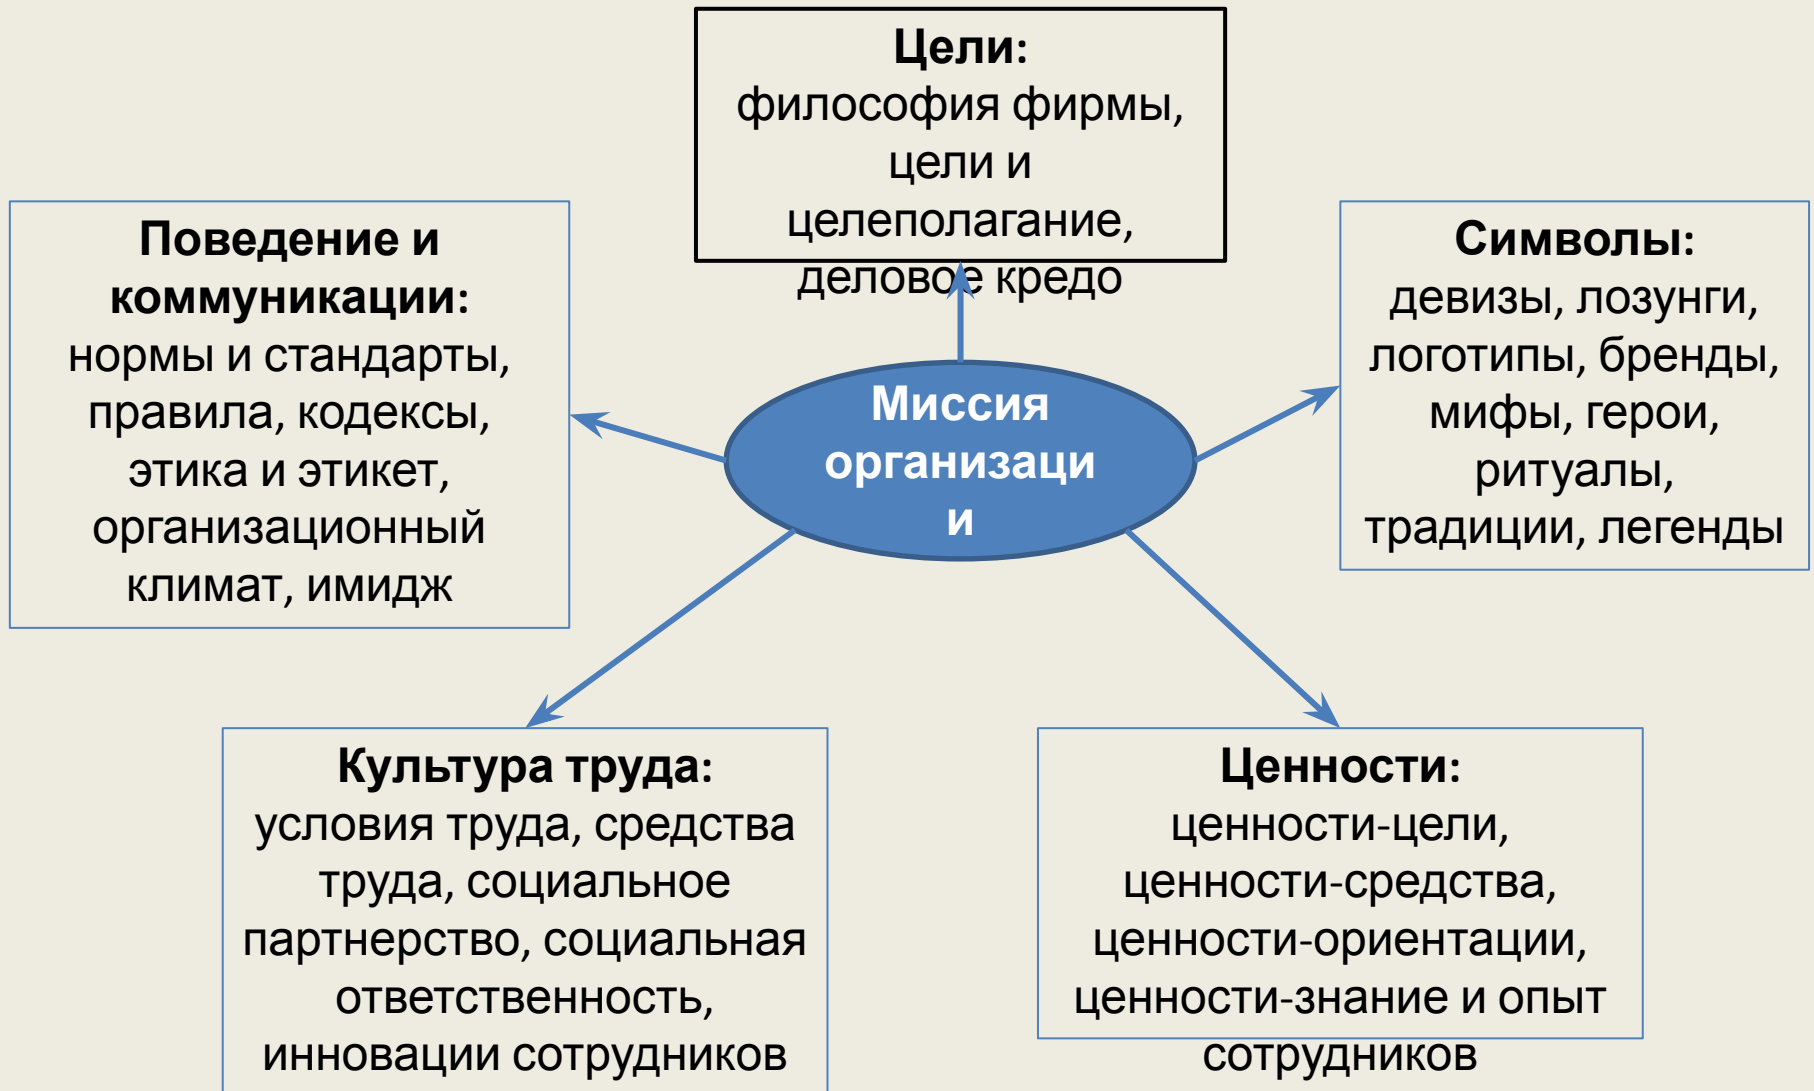 Цели:
философия фирмы,
цели и
целеполагание,
деловое кредо
Поведение и
коммуникации:
нормы и стандарты,
правила, кодексы,
этика и этикет,
организационный
климат, имидж
Миссия
организаци
и
Символы:
девизы, лозунги,
логотипы, бренды,
мифы, герои,
ритуалы,
традиции, легенды
Культура труда:
условия труда, средства
труда, социальное
партнерство, социальная
ответственность,
инновации сотрудников
Ценности:
ценности-цели,
ценности-средства,
ценности-ориентации,
ценности-знание и опыт
сотрудников